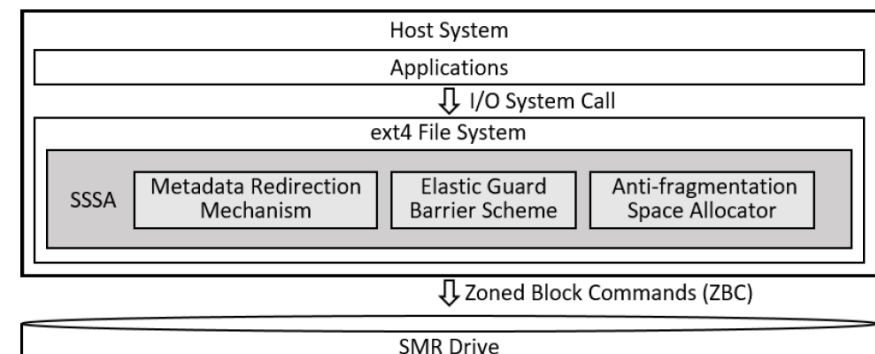 Host System
Applications
I/O System Call
ext4 File System
SSSA
Metadata Redirection
Mechanism
Elastic Guard
Barrier Scheme
Anti-fragmentation
Space Allocator
Zoned Block Commands (ZBC)
SMR Drive